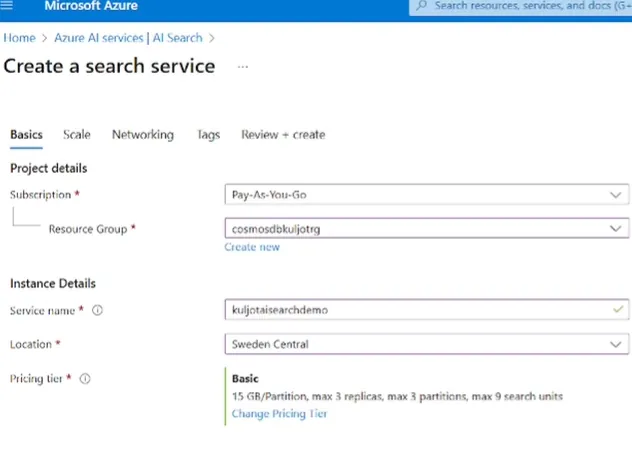 Microsoft Azure
Search resources, services, and docs (G+
Home > Azure AI services | AI Search >
Create a search service ...
Basics Scale Networking Tags Review + create
Project details
Subscription *
Pay-As-You-Go
Resource Group *
cosmosdbkuljotrg
Create new
Instance Details
Service name *
kuljotaisearchdemo
Location *
Sweden Central
Pricing tier *
Basic
15 GB/Partition, max 3 replicas, max 3 partitions, max 9 search units
Change Pricing Tier